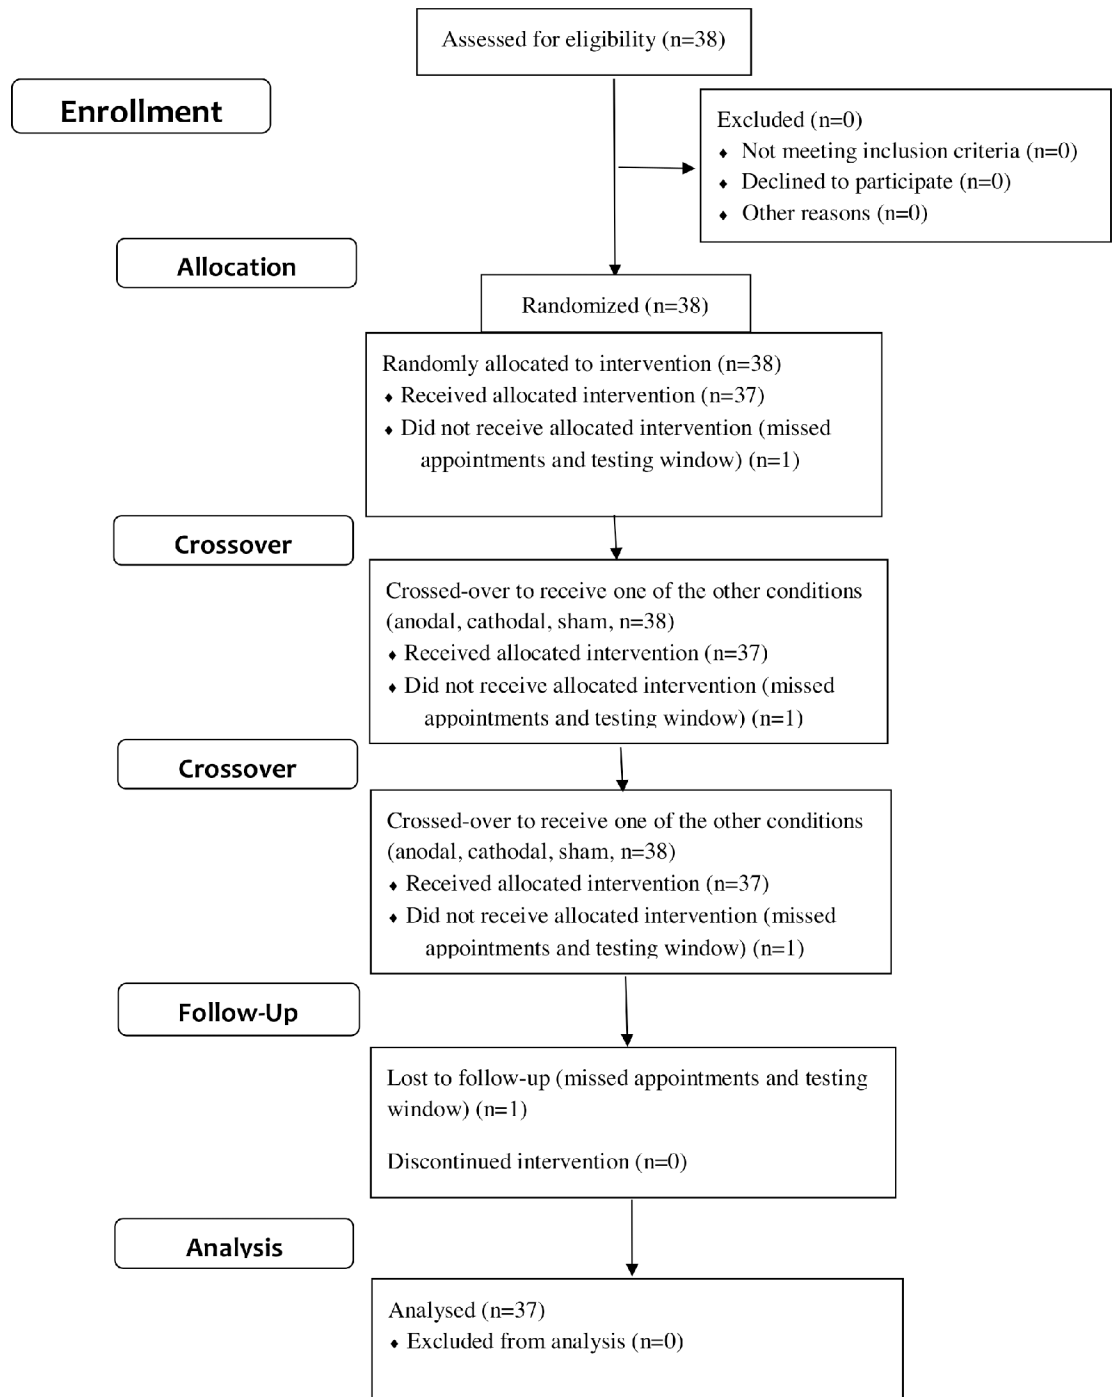 Assessed for eligibility (n=38)
Enrollment
Excluded (n=0)
⬧ Not meeting inclusion criteria (n=0)
⬧ Declined to participate (n=0)
⬧ Other reasons (n=0)
Allocation
Randomized (n=38)
Randomly allocated to intervention (n=38)
⬧ Received allocated intervention (n=37)
⬧ Did not receive allocated intervention (missed
appointments and testing window) (n=1)
Crossover
Crossed-over to receive one of the other conditions
(anodal, cathodal, sham, n=38)
⬧ Received allocated intervention (n=37)
⬧ Did not receive allocated intervention (missed
appointments and testing window) (n=1)
Crossover
Crossed-over to receive one of the other conditions
(anodal, cathodal, sham, n=38)
⬧ Received allocated intervention (n=37)
⬧ Did not receive allocated intervention (missed
appointments and testing window) (n=1)
Follow-Up
Lost to follow-up (missed appointments and testing
window) (n=1)
Discontinued intervention (n=0)
Analysis
Analysed (n=37)
⬧ Excluded from analysis (n=0)